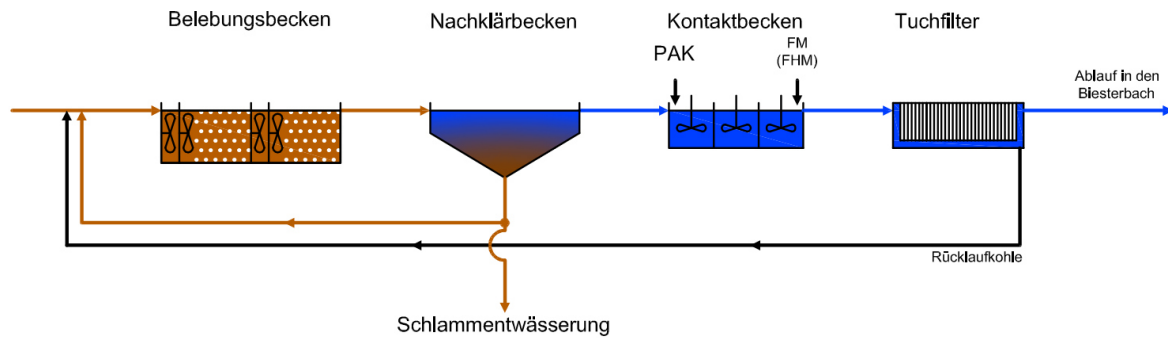 Belebungsbecken
Nachklärbecken
Kontaktbecken
Tuchfilter
PAK
FM
(FHM)
Ablauf in den
Biesterbach
Rücklaufkohle
Schlammentwässerung